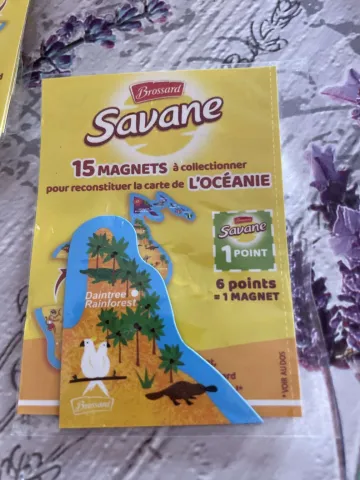 Brossard
Savane
15 MAGNETS à collectionner
pour reconstituer la carte de L'OCÉANIE
Brossard
Savane
1 POINT
6 points
= 1 MAGNET
Daintree
Rainforest
Brossard
* VOIR AU DOS